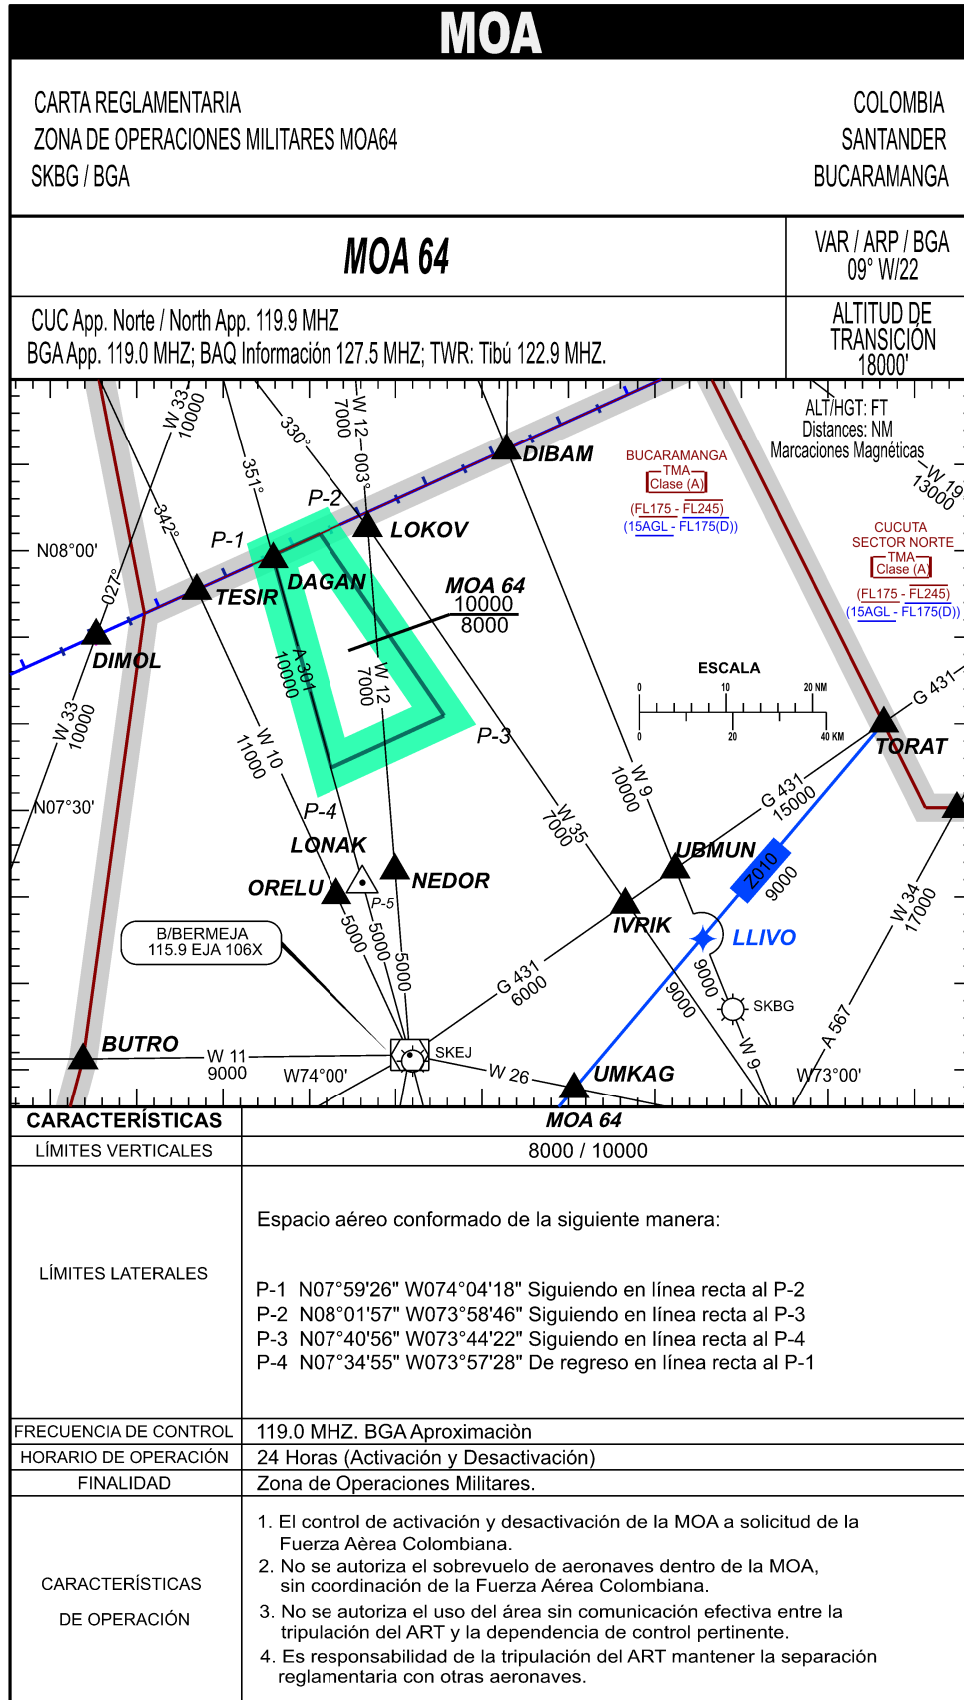 MOA
CARTA REGLAMENTARIA
ZONA DE OPERACIONES MILITARES MOA64
SKBG / BGA
COLOMBIA
SANTANDER
BUCARAMANGA
MOA 64
VAR / ARP / BGA
09° W/22
CUC App. Norte / North App. 119.9 MHZ
BGA App. 119.0 MHZ; BAQ Información 127.5 MHZ; TWR: Tibú 122.9 MHZ.
ALTITUD DE
TRANSICIÓN
18000'
ALT/HGT: FT
Distances: NM
Marcaciones Magnéticas
W 33
10000
351°
330°
W 12
7000
003°
342°
027°
DIBAM
BUCARAMANGA
TMA
Clase (A)
(FL175 - FL245)
(15AGL - FL175(D))
W 19
13000
CUCUTA
SECTOR NORTE
TMA
Clase (A)
(FL175 - FL245)
(15AGL - FL175(D))
P-2
LOKOV
P-1
N08°00'
DAGAN
TESIR
MOA 64
10000
8000
DIMOL
A 301
10000
W 12
7000
ESCALA
0 10 20 NM
0 20 40 KM
G 431
W 33
10000
W 10
11000
P-3
TORAT
W 9
10000
G 431
15000
N07°30'
P-4
W 35
7000
LONAK
UBMUN
Z010
9000
ORELU
NEDOR
P-5
W 34
17000
IVRIK
LLIVO
B/BERMEJA
115.9 EJA 106X
5000
5000
5000
G 431
6000
9000
9000
SKBG
A 567
BUTRO
W 11
9000
SKEJ
W74°00'
W 26
UMKAG
W 9
W73°00'
CARACTERÍSTICAS
MOA 64
LÍMITES VERTICALES
8000 / 10000
LÍMITES LATERALES
Espacio aéreo conformado de la siguiente manera:
P-1 N07°59'26" W074°04'18" Siguiendo en línea recta al P-2
P-2 N08°01'57" W073°58'46" Siguiendo en línea recta al P-3
P-3 N07°40'56" W073°44'22" Siguiendo en línea recta al P-4
P-4 N07°34'55" W073°57'28" De regreso en línea recta al P-1
FRECUENCIA DE CONTROL
119.0 MHZ. BGA Aproximaciòn
HORARIO DE OPERACIÓN
24 Horas (Activación y Desactivación)
FINALIDAD
Zona de Operaciones Militares.
CARACTERÍSTICAS
DE OPERACIÓN
1. El control de activación y desactivación de la MOA a solicitud de la
Fuerza Aèrea Colombiana.
2. No se autoriza el sobrevuelo de aeronaves dentro de la MOA,
sin coordinación de la Fuerza Aérea Colombiana.
3. No se autoriza el uso del área sin comunicación efectiva entre la
tripulación del ART y la dependencia de control pertinente.
4. Es responsabilidad de la tripulación del ART mantener la separación
reglamentaria con otras aeronaves.